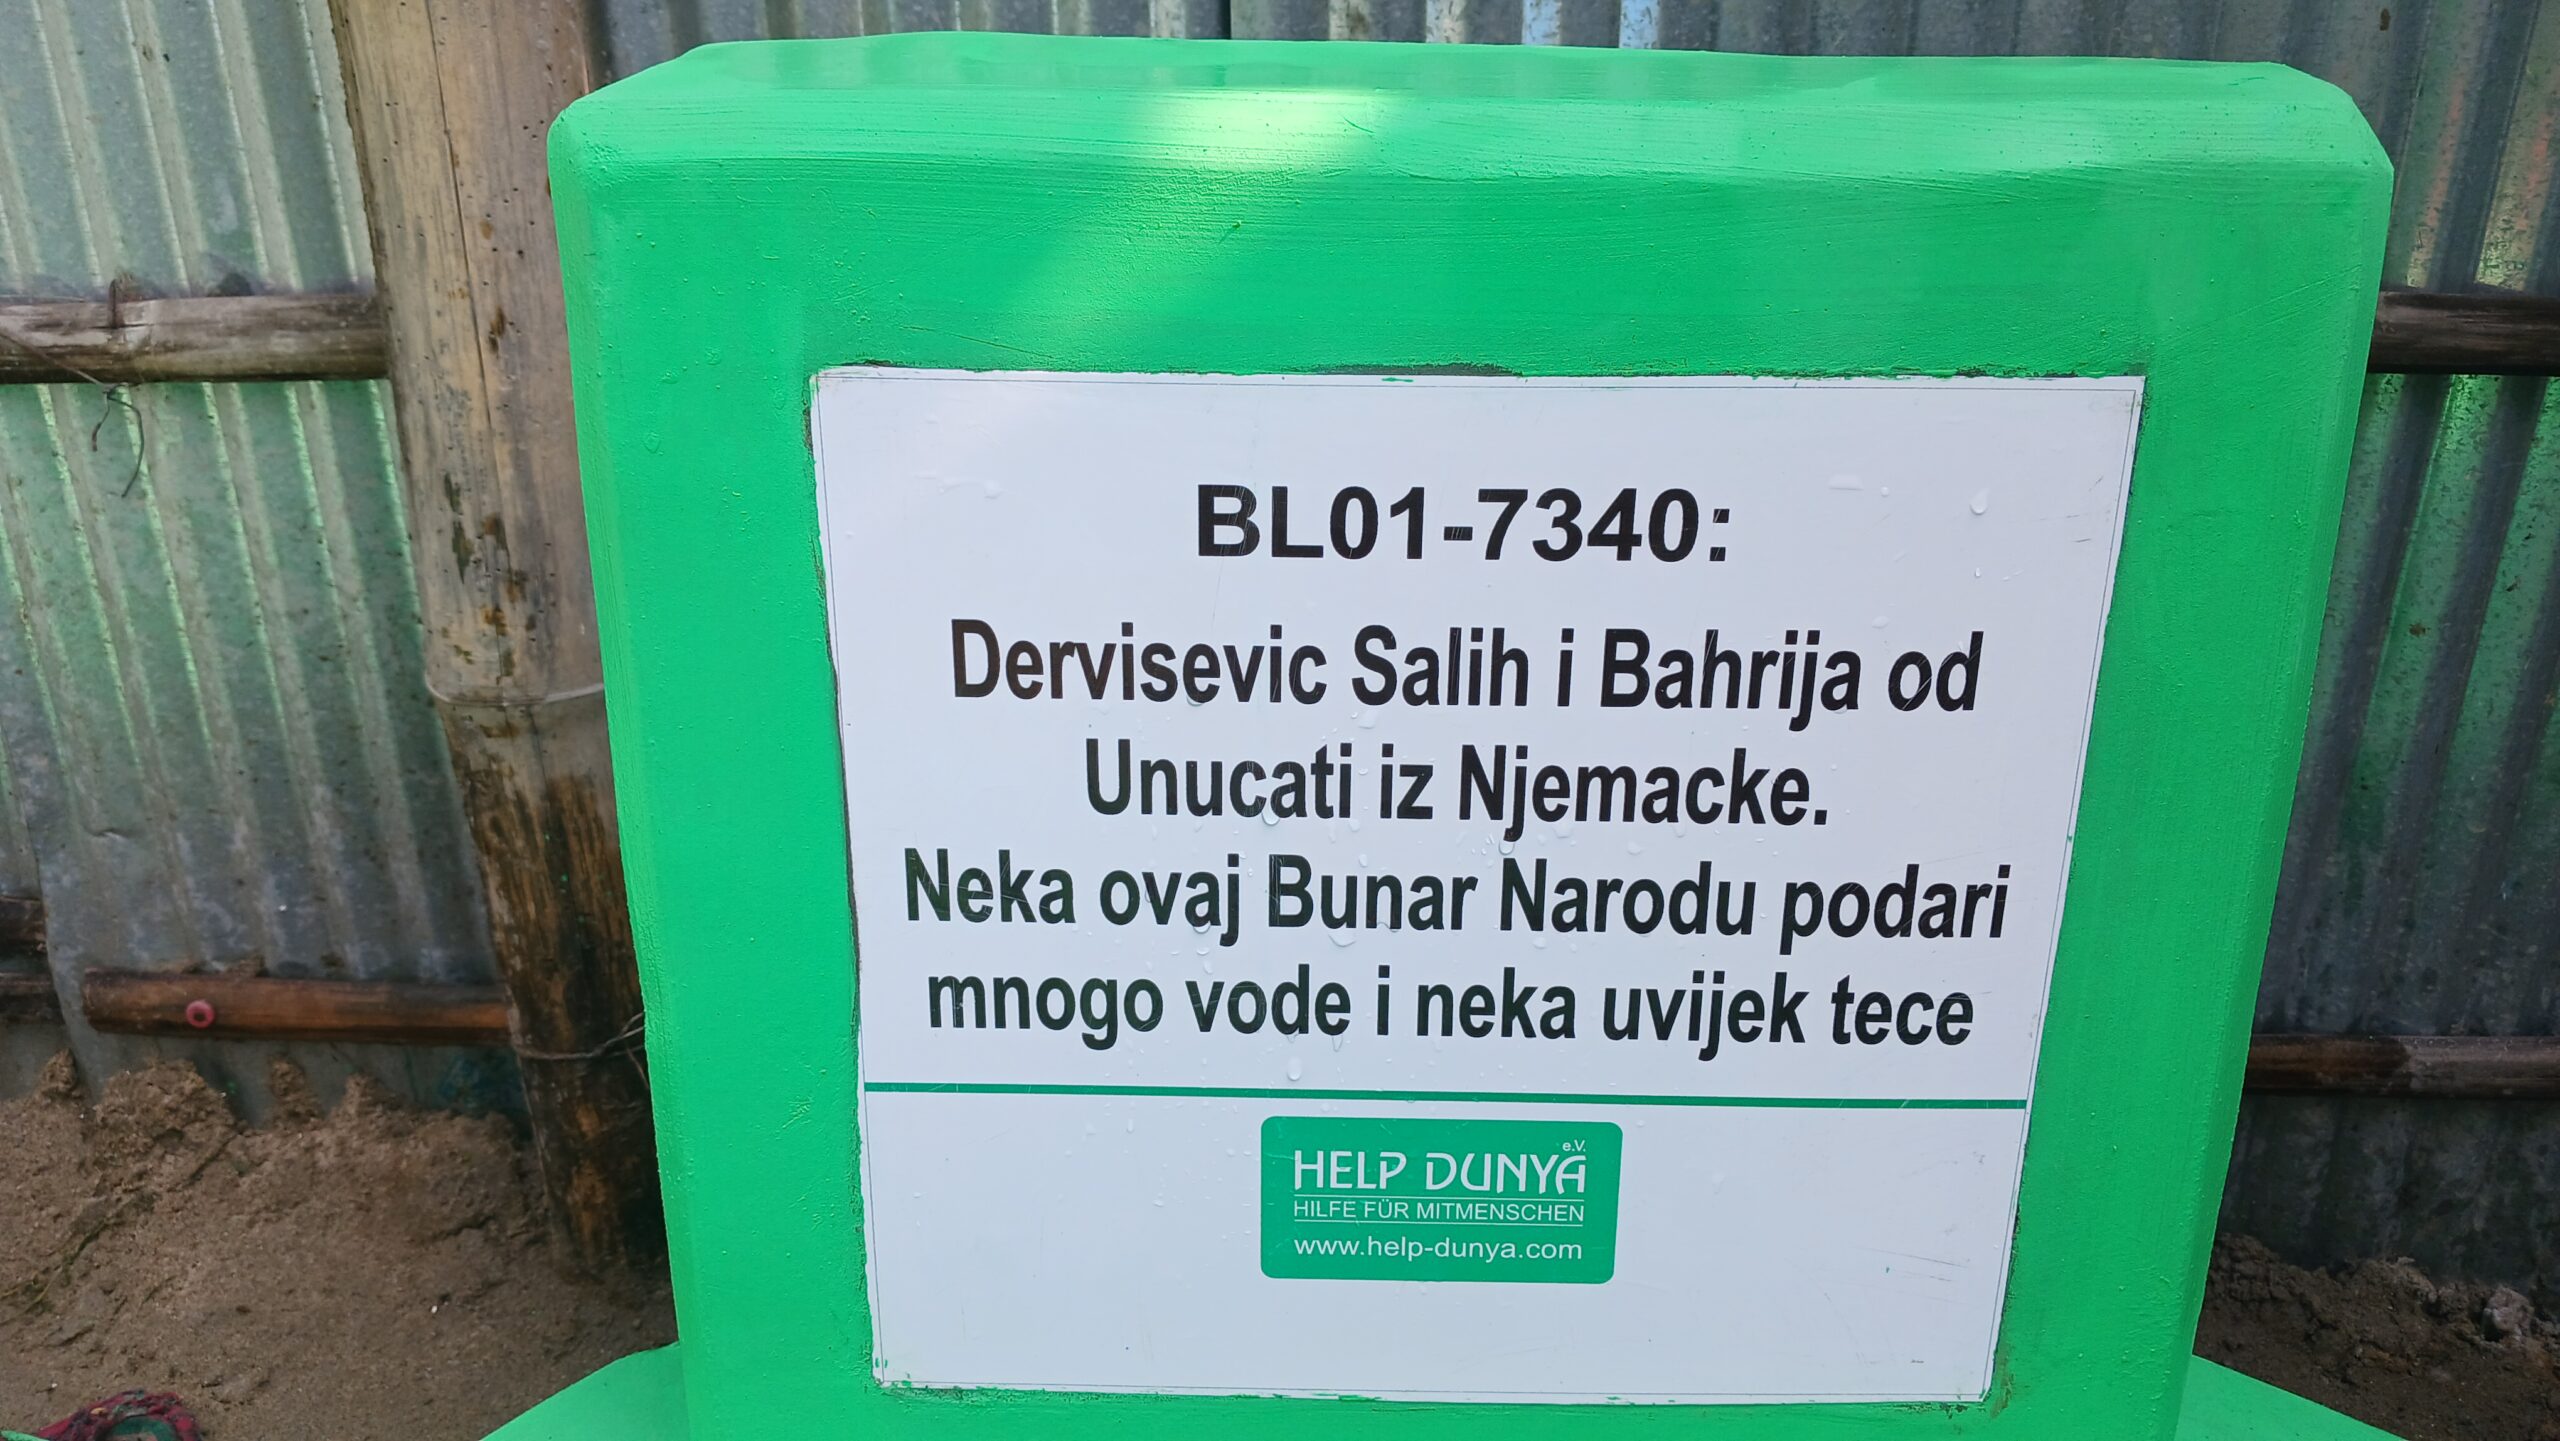 BL01-7340:
Dervisevic Salih i Bahrija od
Unucati iz Njemacke.
Neka ovaj Bunar Narodu podari
mnogo vode i neka uvijek tece
HELP DUNYA e.V.
HILFE FÜR MITMENSCHEN
www.help-dunya.com